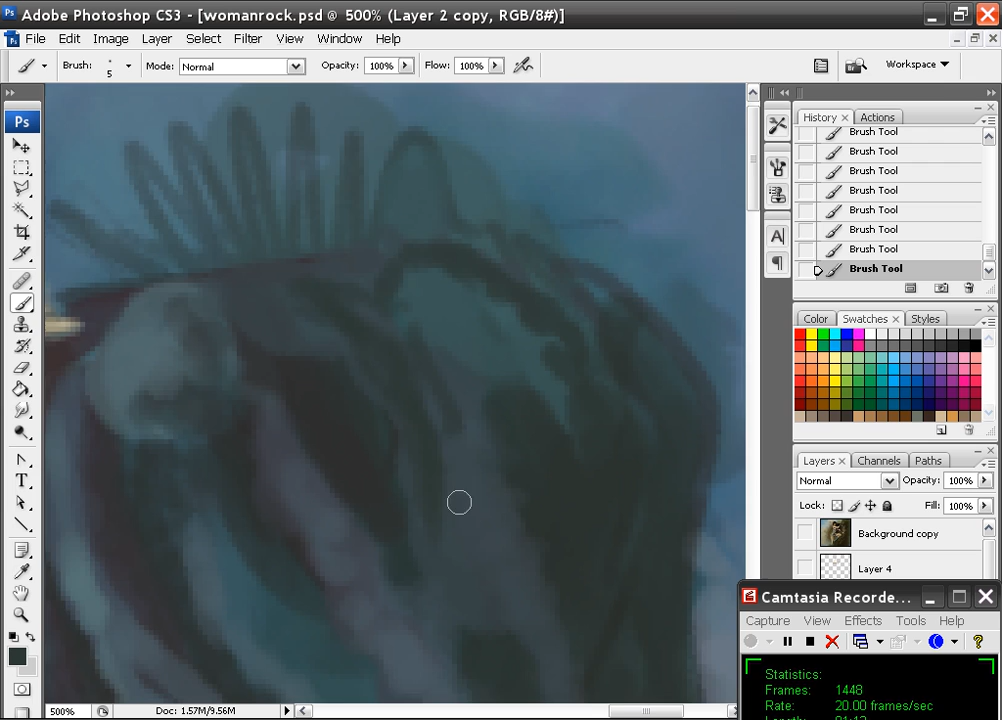 Ps Adobe Photoshop CS3 - [womanrock.psd @ 500% (Layer 2 copy, RGB/8#)]
File Edit Image Layer Select Filter View Window Help
Brush: 5 Mode: Normal Opacity: 100% Flow: 100% Workspace
Ps
History Actions
Brush Tool
Brush Tool
Brush Tool
Brush Tool
Brush Tool
Brush Tool
Brush Tool
Brush Tool
Color Swatches Styles
Layers Channels Paths
Normal Opacity: 100%
Lock: Fill: 100%
Background copy
Layer 4
Camtasia Recorde...
Capture View Effects Tools Help
Statistics:
Frames: 1448
Rate: 20.00 frames/sec
500% Doc: 1.57M/9.56M